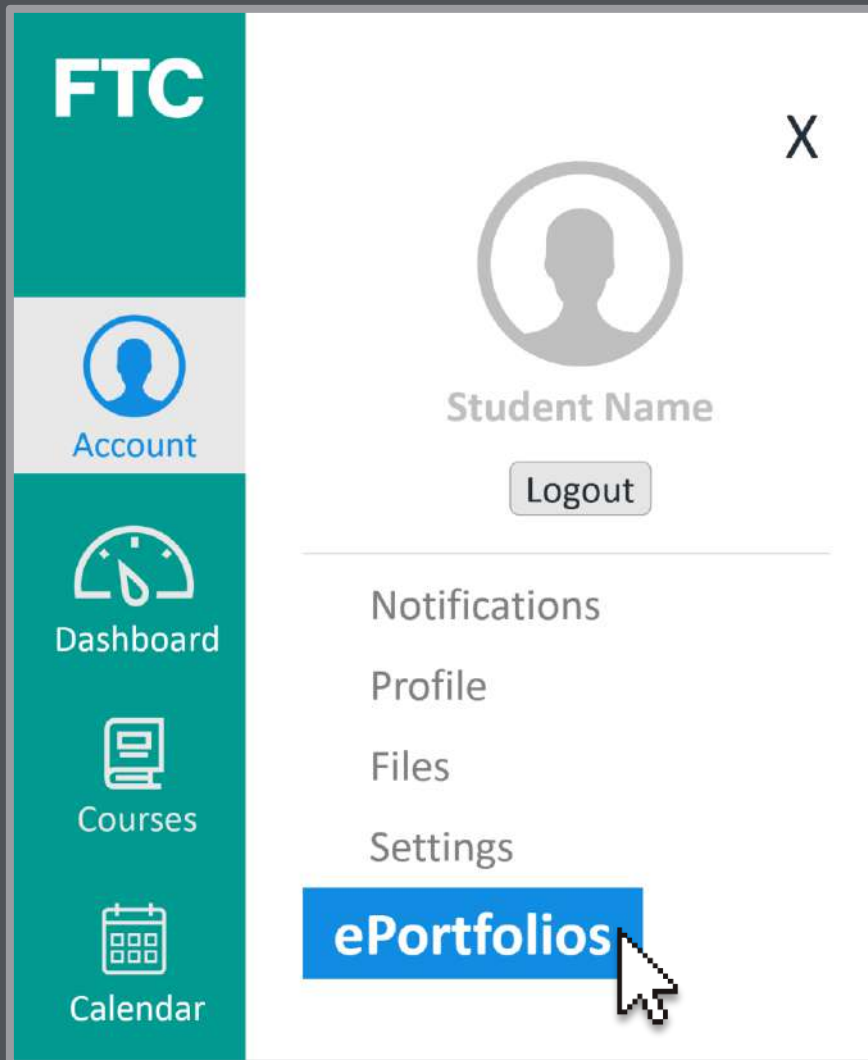 FTC
Account
Dashboard
Courses
Calendar
X
Student Name
Logout
Notifications
Profile
Files
Settings
ePortfolios